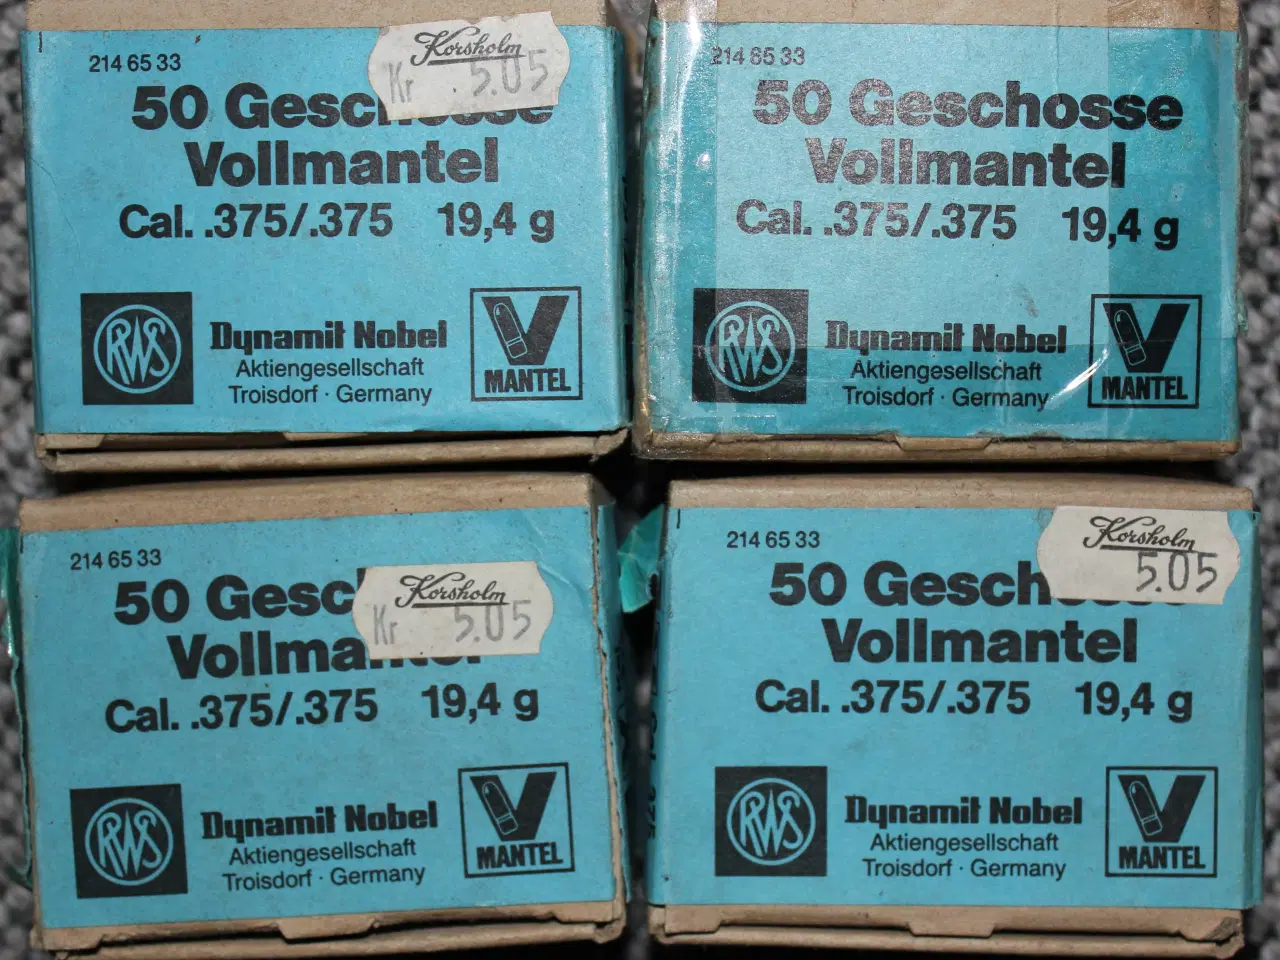 214 65 33
Korsholm
Kr 5.05
50 Geschosse
Vollmantel
Cal. .375/.375 19,4 g
RWS
Dynamit Nobel
Aktiengesellschaft
Troisdorf · Germany
V
MANTEL
214 65 33
50 Geschosse
Vollmantel
Cal. .375/.375 19,4 g
RWS
Dynamit Nobel
Aktiengesellschaft
Troisdorf · Germany
V
MANTEL
214 65 33
Korsholm
Kr 5.05
50 Gesc
Vollmantel
Cal. .375/.375 19,4 g
RWS
Dynamit Nobel
Aktiengesellschaft
Troisdorf · Germany
V
MANTEL
214 65 33
Korsholm
5.05
50 Geschosse
Vollmantel
Cal. .375/.375 19,4 g
RWS
Dynamit Nobel
Aktiengesellschaft
Troisdorf · Germany
V
MANTEL